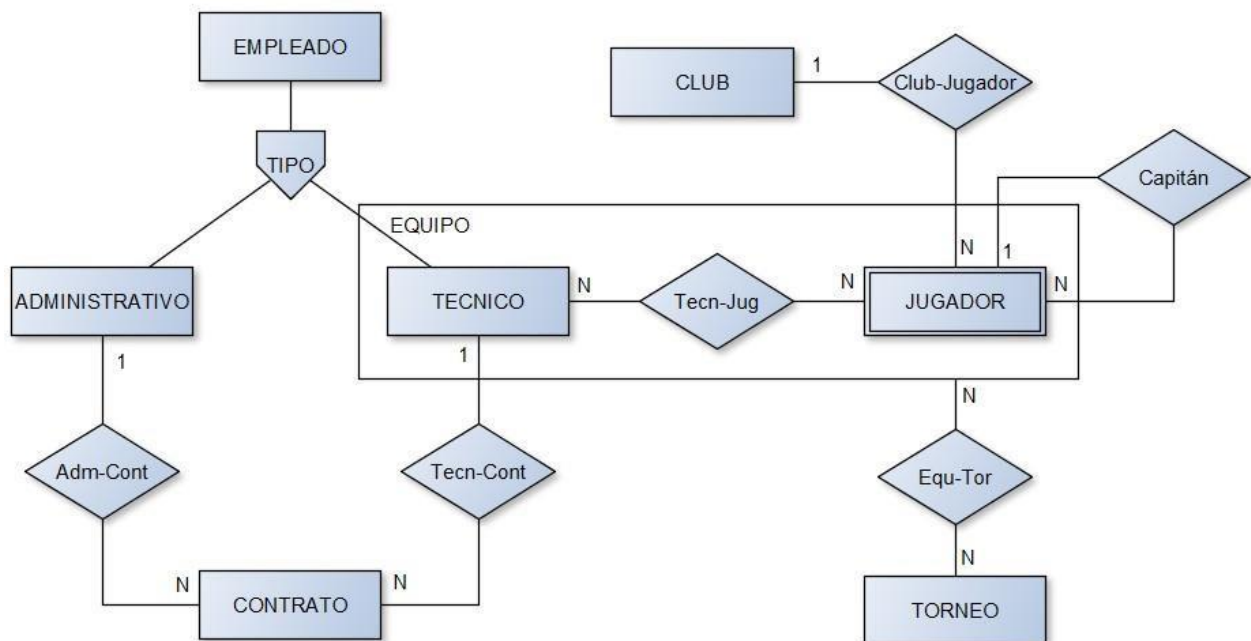 EMPLEADO
CLUB
1
Club-Jugador
TIPO
Capitán
EQUIPO
N
1
ADMINISTRATIVO
TECNICO
N
Tecn-Jug
N
JUGADOR
N
1
1
N
Adm-Cont
Tecn-Cont
Equ-Tor
N
CONTRATO
N
N
TORNEO